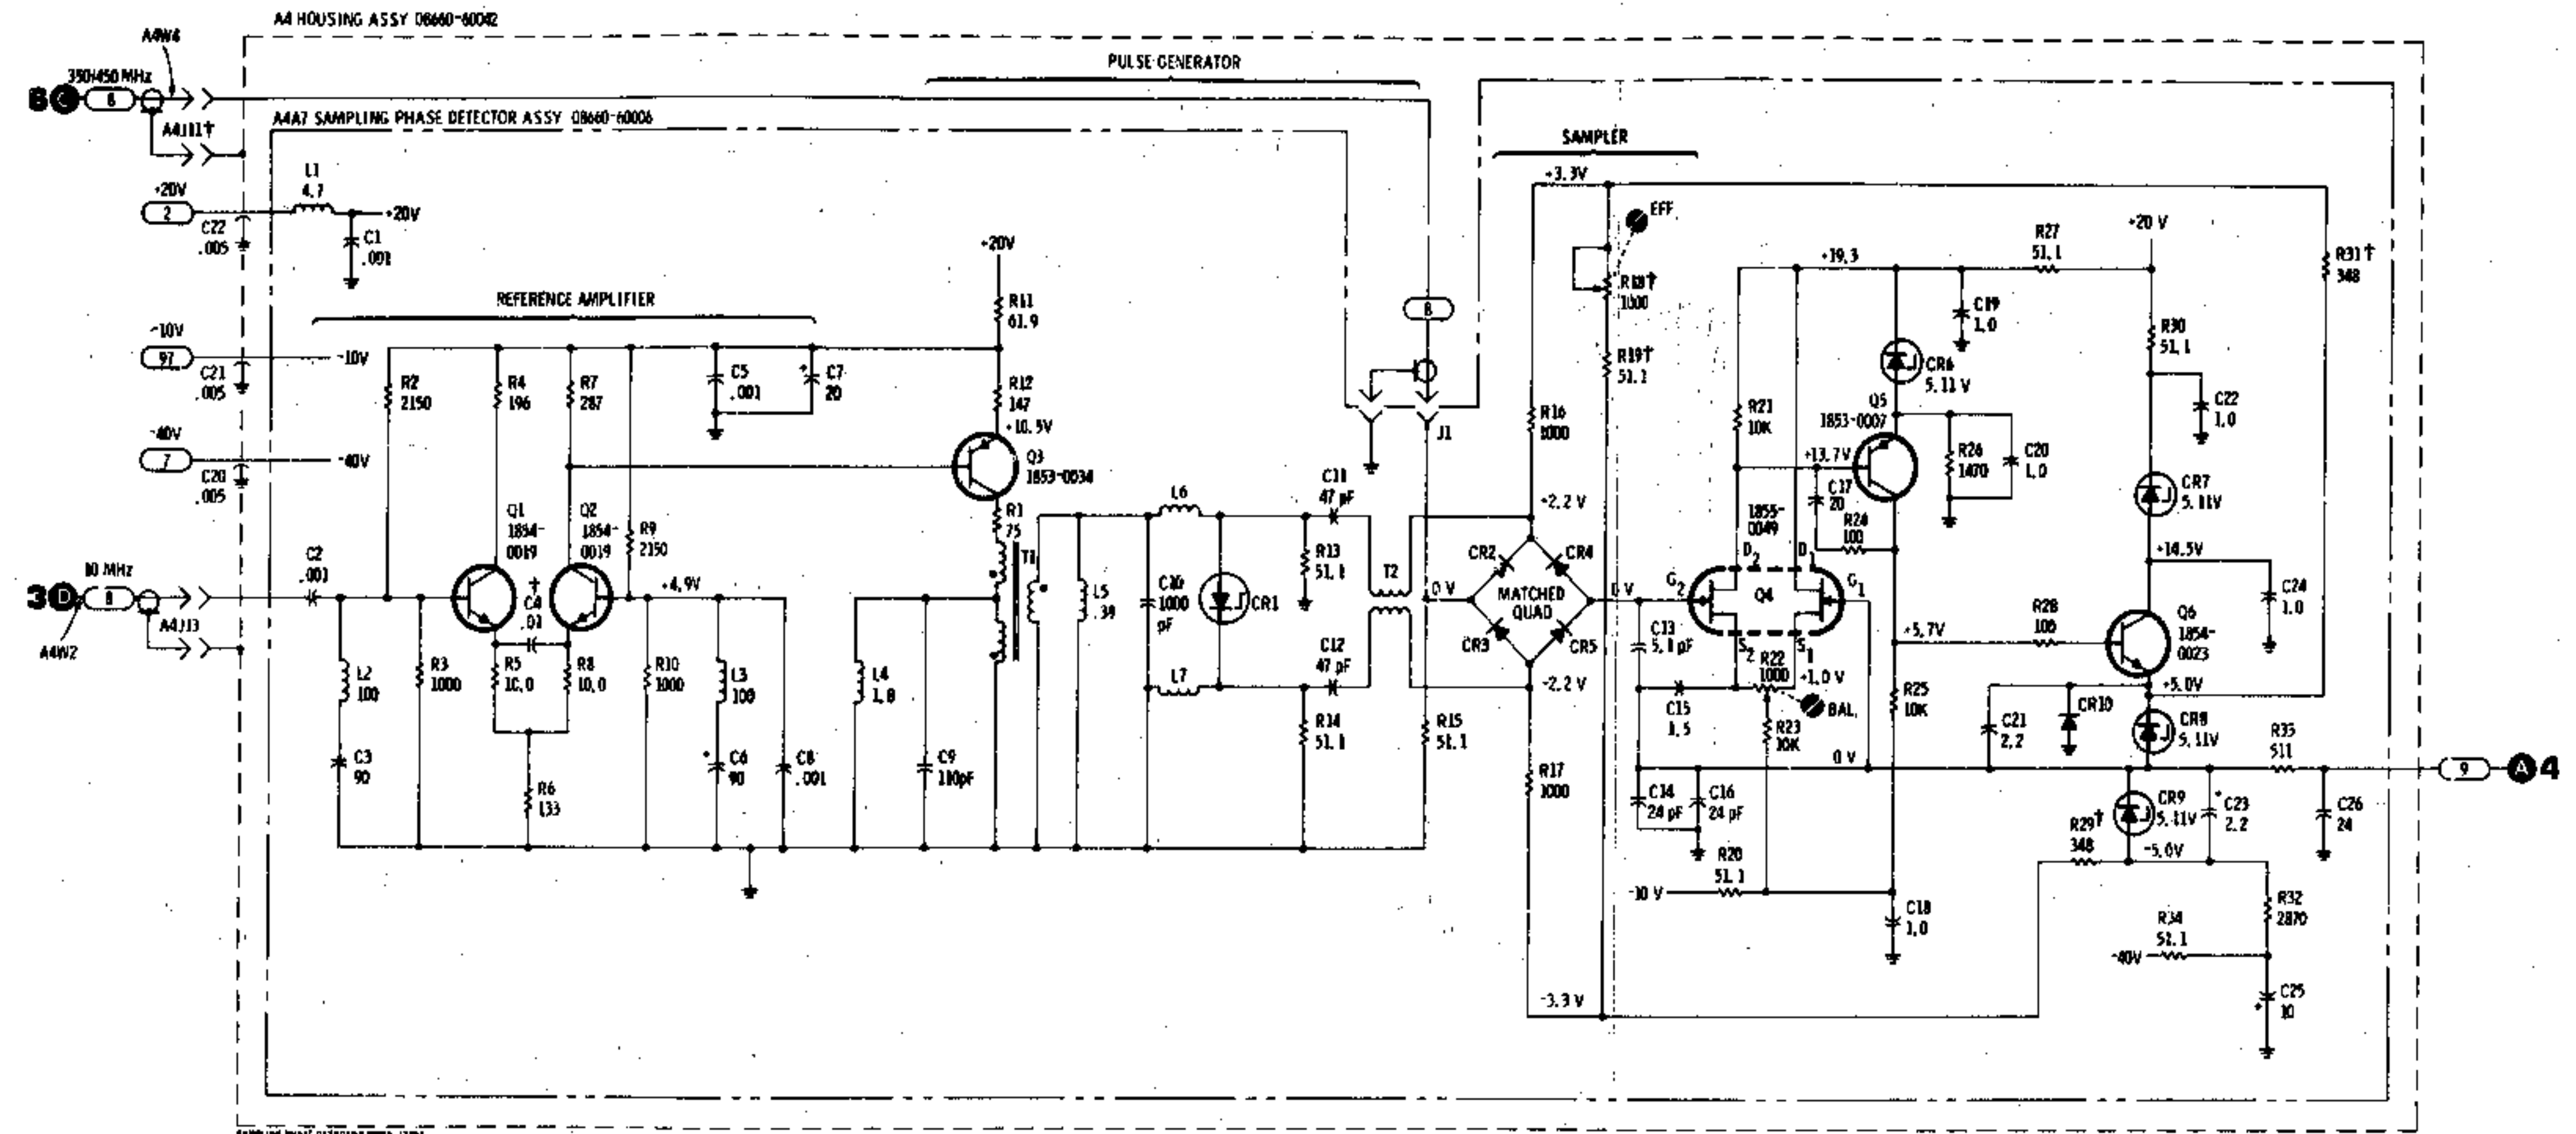 A4 HOUSING ASSY 08660-60042
A4W4
350/450 MHz
6
6
A4J11†
PULSE GENERATOR
A4A7 SAMPLING PHASE DETECTOR ASSY 08660-60006
SAMPLER
+20V
2
C22
.005
L1
4.7
+20V
C1
.001
-10V
97
C21
.005
-10V
-40V
7
C20
.005
-40V
REFERENCE AMPLIFIER
+20V
R11
61.9
R2
2150
R4
196
R7
287
C5
.001
C7
20
R12
147
+10.5V
Q3
1853-0034
Q1
1854-
0019
Q2
1854-
0019
R9
2150
+4.9V
3
D
10 MHz
8
A4W2
A4J13
C2
.001
C4
.01
L2
100
C3
90
R3
1000
R5
10.0
R8
10.0
R6
133
R10
1000
L3
100
C6
90
C8
.001
R1
75
T1
L4
1.8
C9
110pF
L5
.39
C10
1000
pF
L6
L7
CR1
R13
51.1
R14
51.1
C11
47 pF
C12
47 pF
T2
J1
R15
51.1
0 V
+3.3V
EFF
R18†
1000
R19†
51.1
R16
1000
+2.2 V
CR2
CR4
MATCHED
QUAD
CR3
CR5
-2.2 V
R17
1000
-3.3 V
0 V
C13
5.1 pF
C14
24 pF
C16
24 pF
C15
1.5
R21
10K
1855-
0049
D2
D1
G2
Q4
G1
S2
S1
R22
1000
+1.0 V
BAL
R23
10K
R20
51.1
-10 V
+19.3
+13.7V
C17
20
R24
100
Q5
1853-0007
CR6
5.11 V
C19
1.0
R26
1470
C20
1.0
R27
51.1
+20 V
R30
51.1
C22
1.0
CR7
5.11V
+14.5V
C24
1.0
R31†
348
+5.7V
R28
100
Q6
1854-
0023
+5.0V
R25
10K
C18
1.0
C21
2.2
CR10
CR8
5.11V
0 V
R33
511
9
A
4
CR9
5.11V
C23
2.2
C26
24
R29†
348
-5.0V
R32
2870
R34
51.1
-40V
C25
10